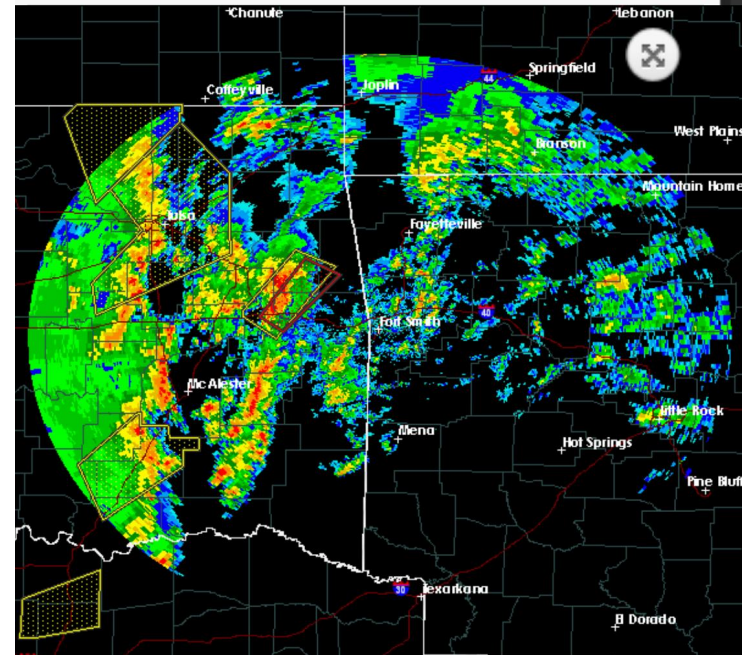 Chanute
Lebanon
44
Springfield
Joplin
Coffeyville
West Plains
Branson
Mountain Home
Tulsa
Fayetteville
40
Fort Smith
McAlester
Little Rock
Mena
Hot Springs
Pine Bluff
30
Texarkana
El Dorado